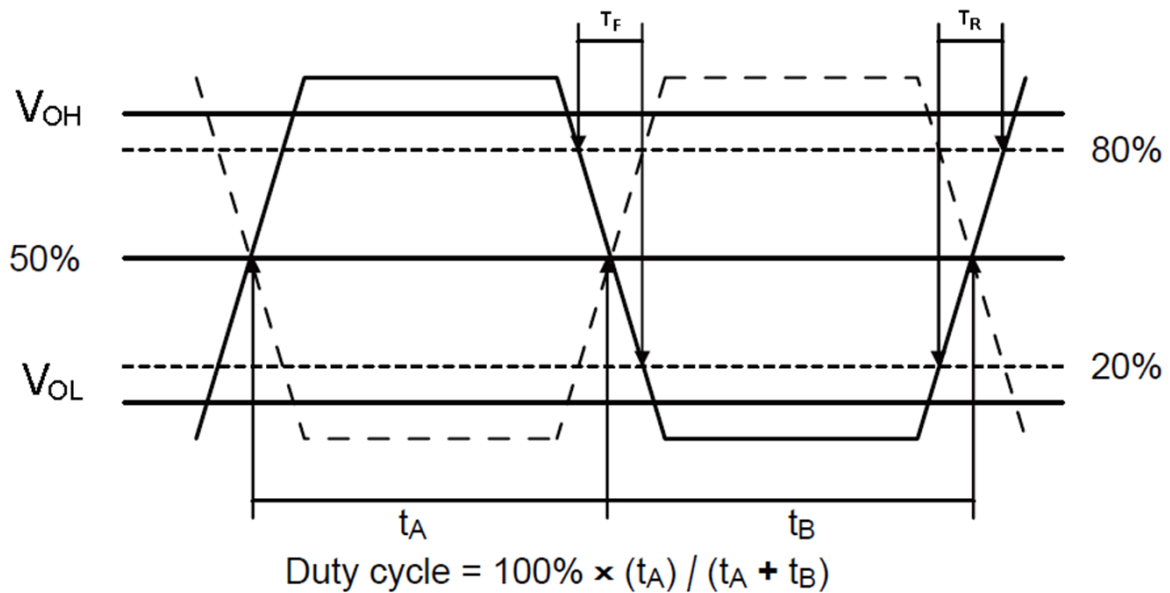 TF
TR
VOH
80%
50%
20%
VOL
tA
tB
Duty cycle = 100% × (tA) / (tA + tB)